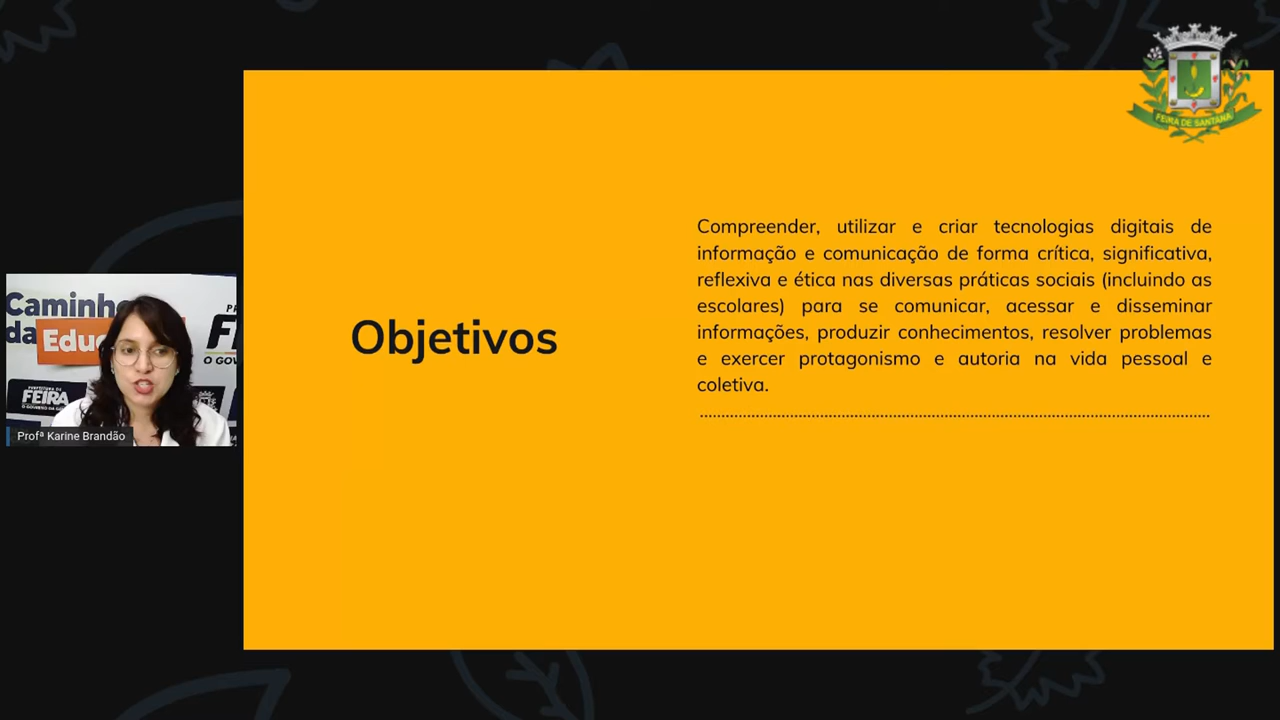 FEIRA DE SANTANA
Compreender, utilizar e criar tecnologias digitais de
informação e comunicação de forma crítica, significativa,
reflexiva e ética nas diversas práticas sociais (incluindo as
escolares) para se comunicar, acessar e disseminar
informações, produzir conhecimentos, resolver problemas
e exercer protagonismo e autoria na vida pessoal e
coletiva.
Objetivos
Caminho
da Educ
O GOV
FEIRA
Profª Karine Brandão